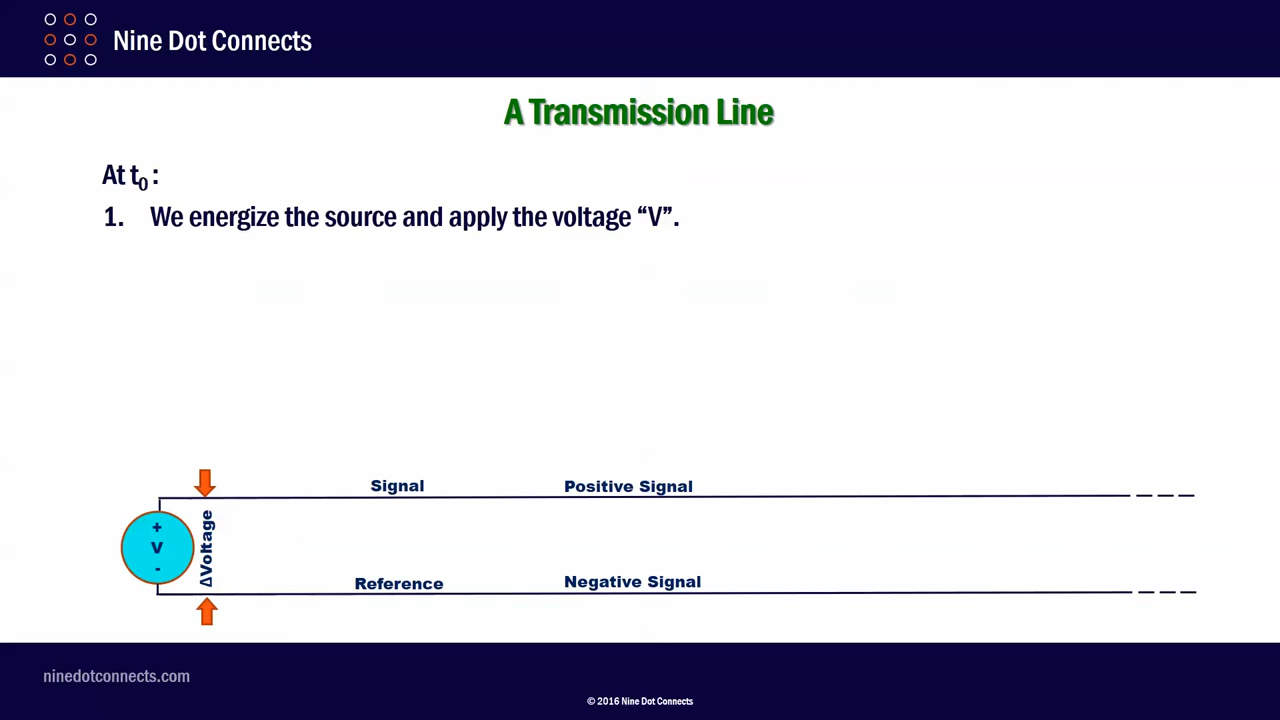 Nine Dot Connects
A Transmission Line
At t0 :
1. We energize the source and apply the voltage “V”.
Signal
Positive Signal
+
V
-
ΔVoltage
Reference
Negative Signal
ninedotconnects.com
© 2016 Nine Dot Connects